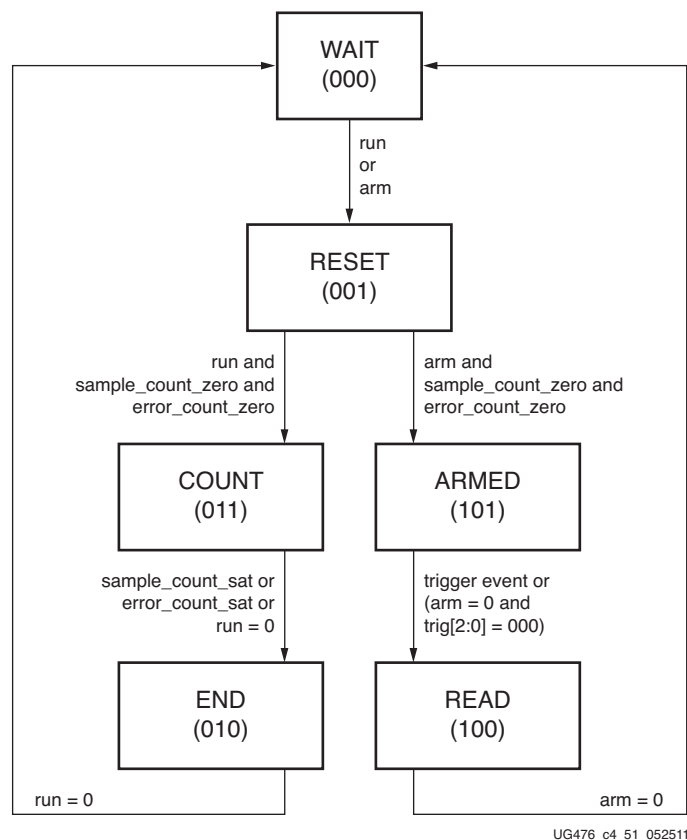 WAIT
(000)
run
or
arm
RESET
(001)
run and
sample_count_zero and
error_count_zero
arm and
sample_count_zero and
error_count_zero
COUNT
(011)
ARMED
(101)
sample_count_sat or
error_count_sat or
run = 0
trigger event or
(arm = 0 and
trig[2:0] = 000)
END
(010)
READ
(100)
run = 0
arm = 0
UG476_c4_51_052511